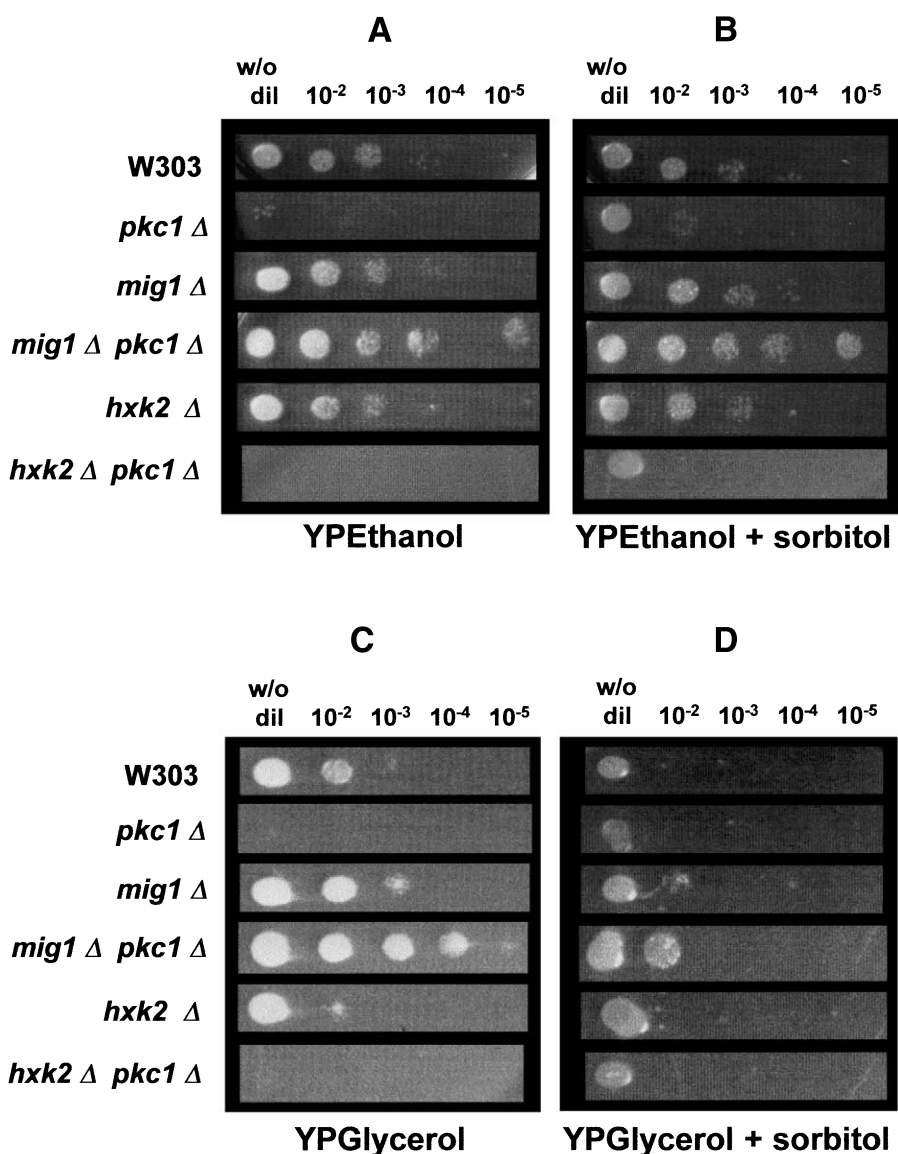 A B
w/o w/o
dil 10-2 10-3 10-4 10-5 dil 10-2 10-3 10-4 10-5
W303
pkc1 Δ
mig1 Δ
mig1 Δ pkc1 Δ
hxk2 Δ
hxk2 Δ pkc1 Δ
YPEthanol YPEthanol + sorbitol
C D
w/o w/o
dil 10-2 10-3 10-4 10-5 dil 10-2 10-3 10-4 10-5
W303
pkc1 Δ
mig1 Δ
mig1 Δ pkc1 Δ
hxk2 Δ
hxk2 Δ pkc1 Δ
YPGlycerol YPGlycerol + sorbitol